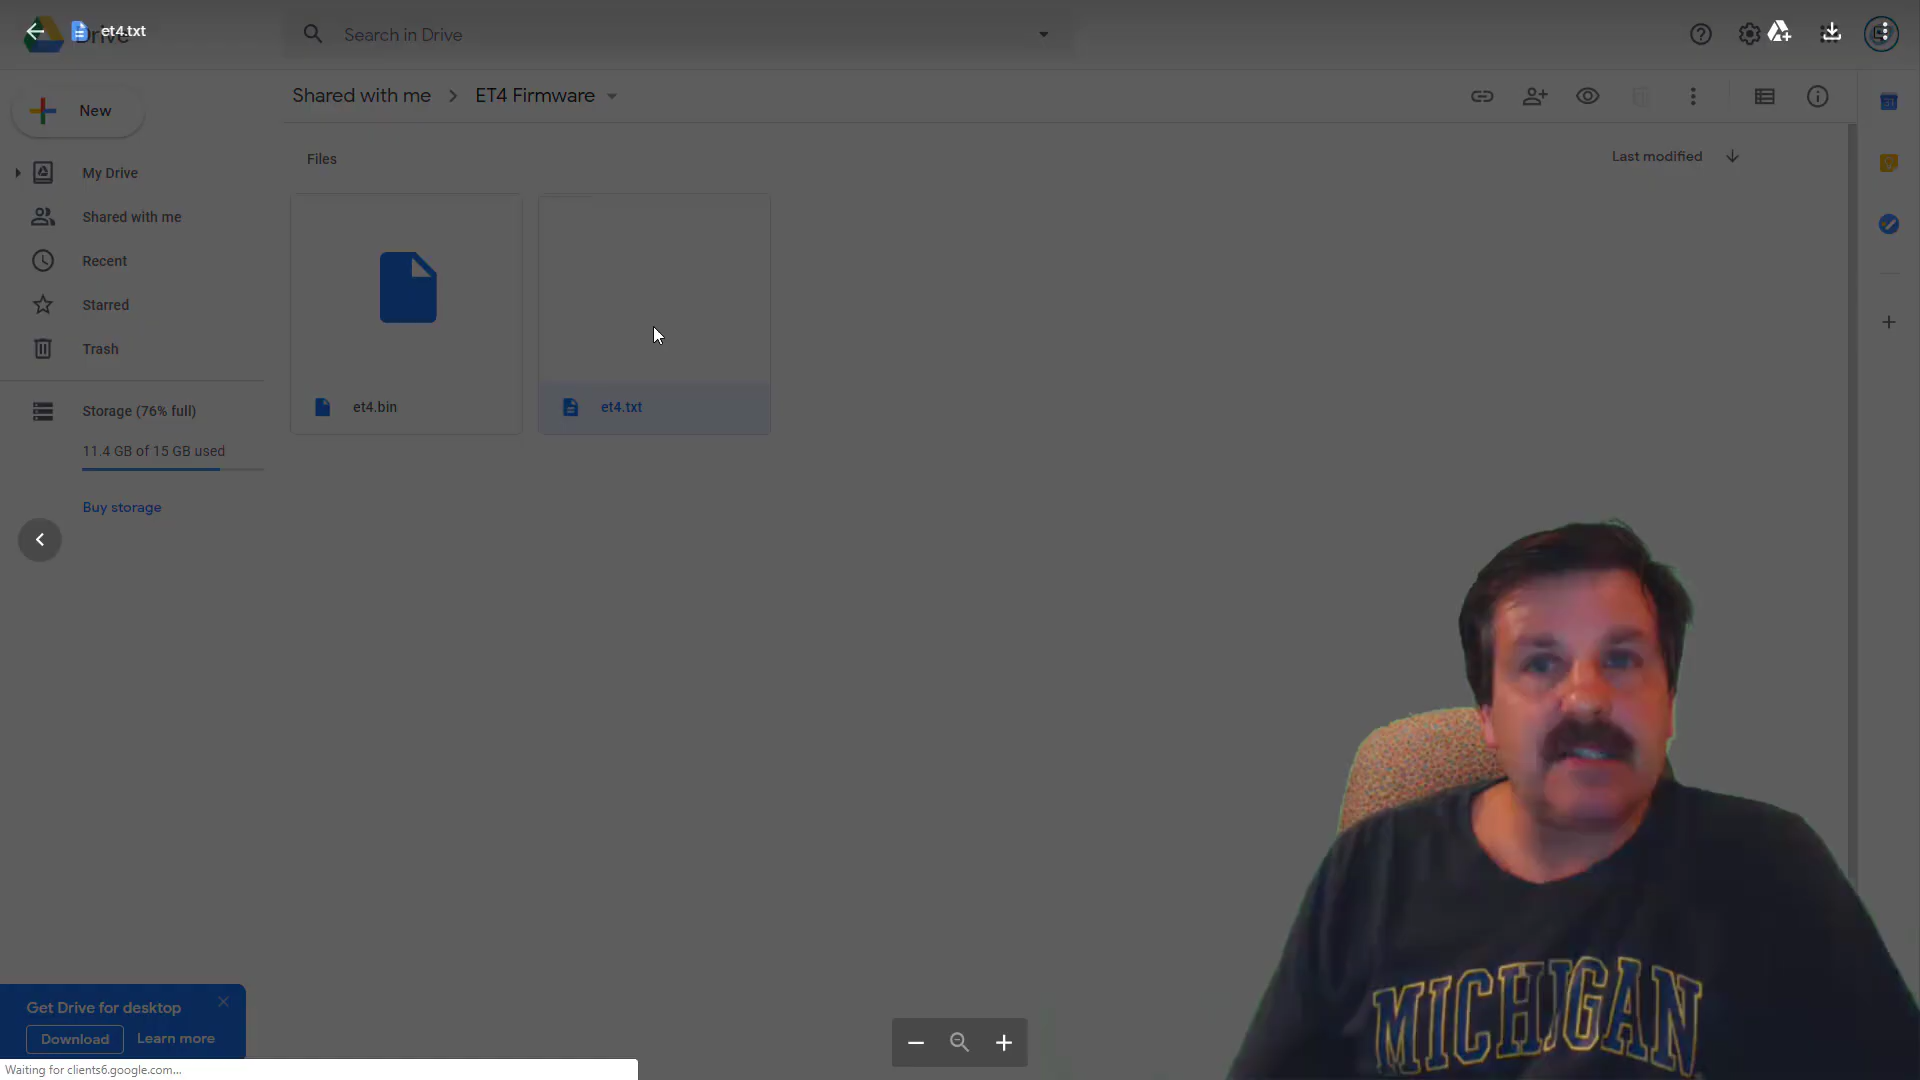 et4.txt
Drive
Search in Drive
New
Shared with me
ET4 Firmware
Files
Last modified
My Drive
Shared with me
Recent
Starred
Trash
Storage (76% full)
11.4 GB of 15 GB used
Buy storage
et4.bin
et4.txt
31
Get Drive for desktop
Download
Learn more
Waiting for clients6.google.com...
MICHIGAN